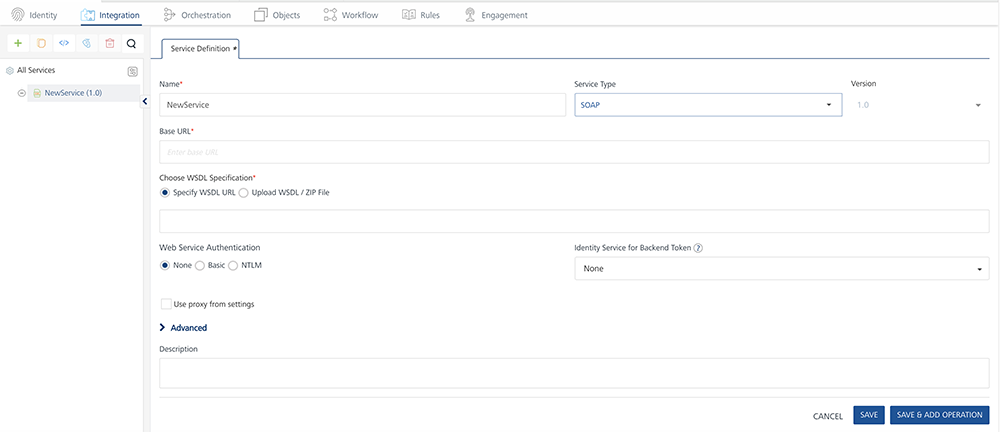 Identity Integration Orchestration Objects Workflow Rules Engagement
All Services
NewService (1.0)
Service Definition *
Name* Service Type Version
NewService SOAP 1.0
Base URL*
Enter base URL
Choose WSDL Specification*
Specify WSDL URL Upload WSDL / ZIP File
Web Service Authentication Identity Service for Backend Token ?
None Basic NTLM None
Use proxy from settings
Advanced
Description
CANCEL SAVE SAVE & ADD OPERATION